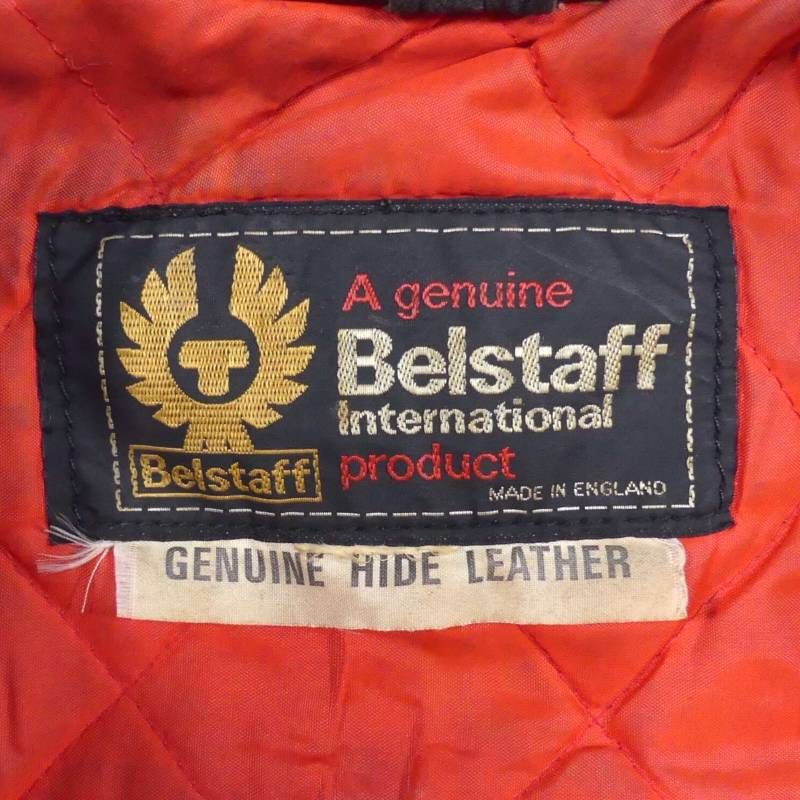 A genuine
Belstaff
International
product
MADE IN ENGLAND
Belstaff
GENUINE HIDE LEATHER